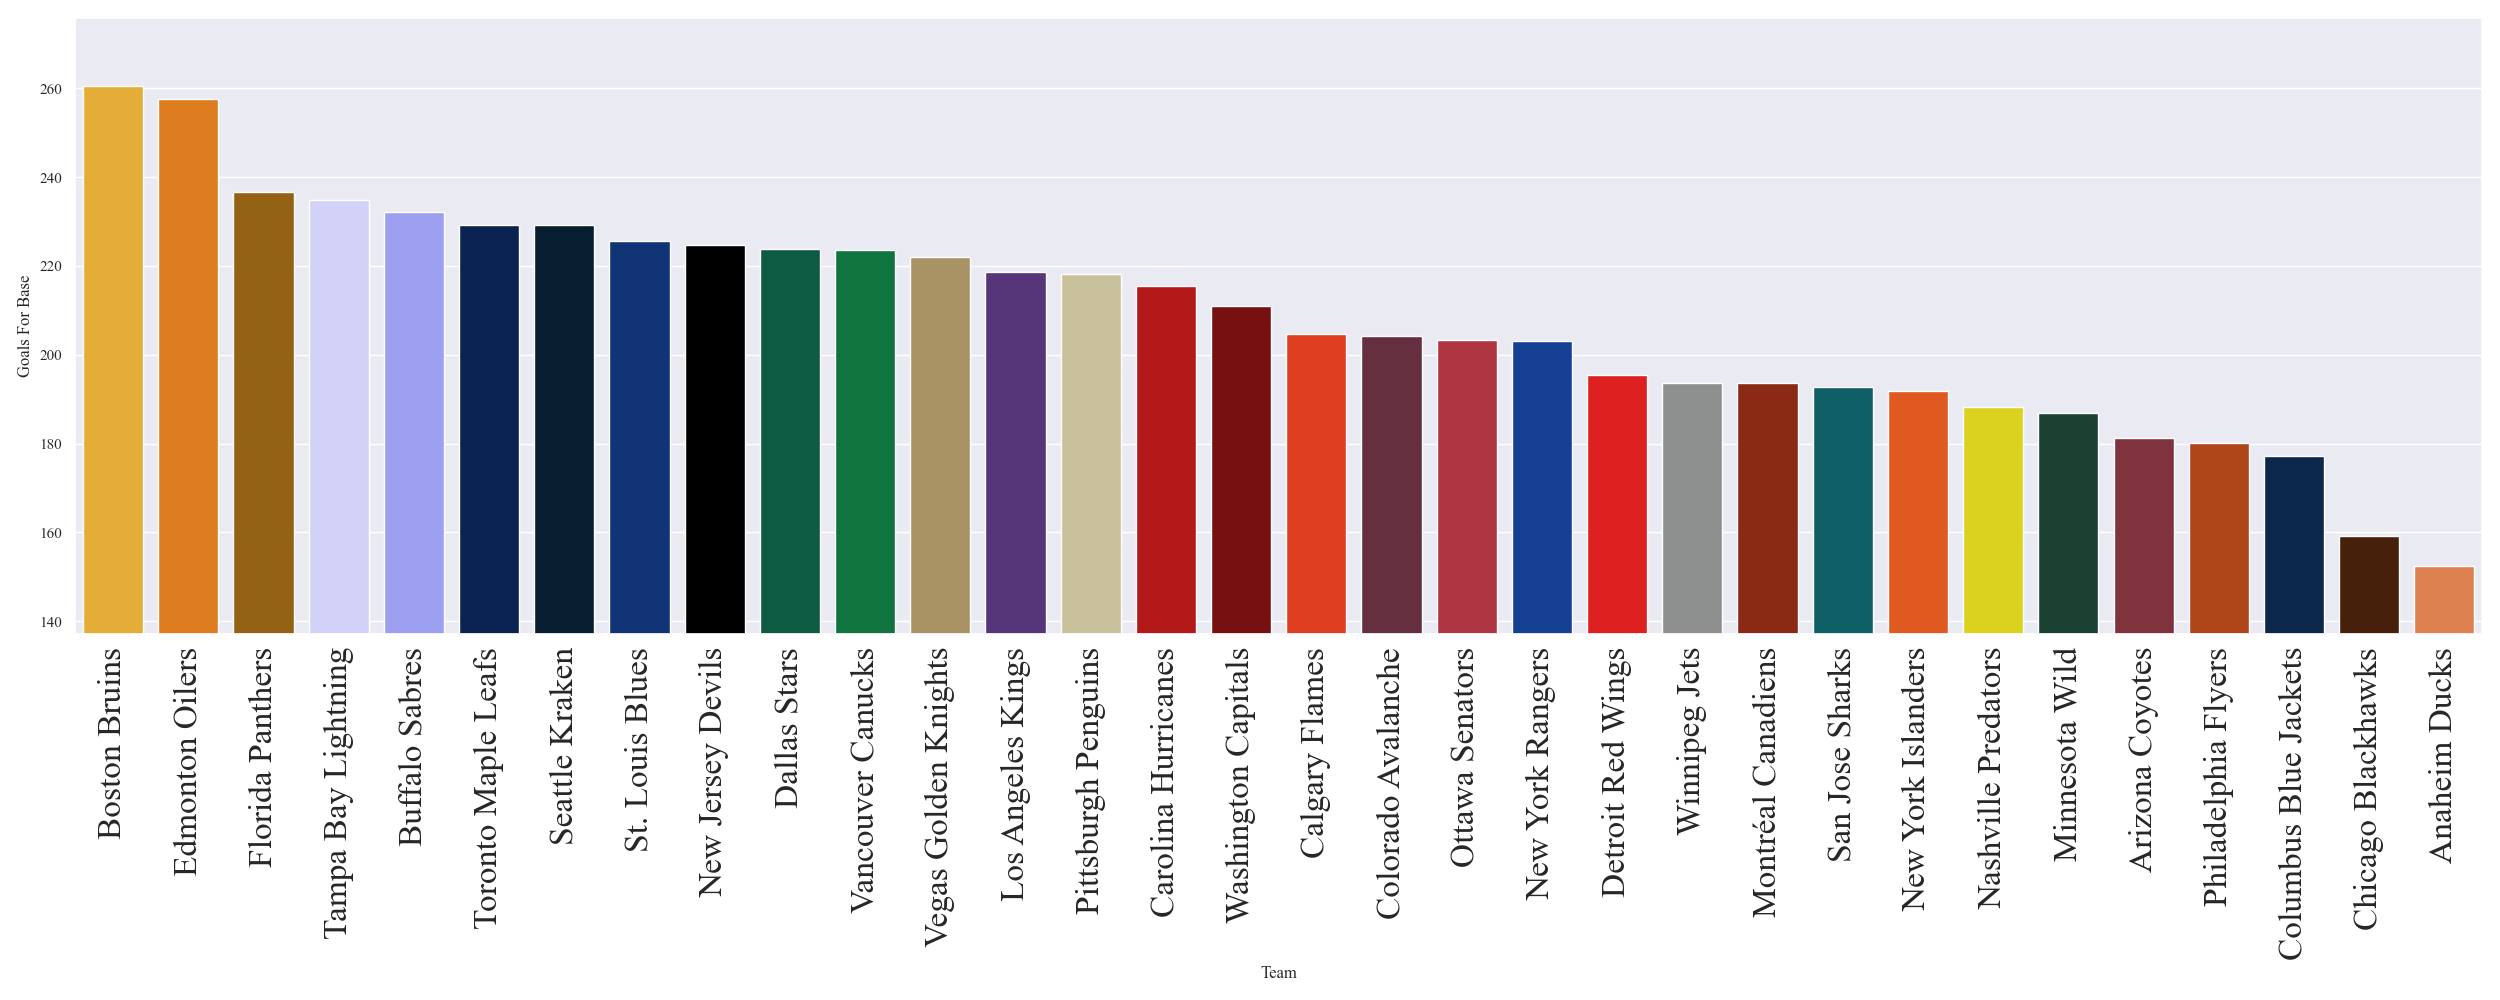 260
240
220
200
180
160
140
Goals For Base
Boston Bruins
Edmonton Oilers
Florida Panthers
Tampa Bay Lightning
Buffalo Sabres
Toronto Maple Leafs
Seattle Kraken
St. Louis Blues
New Jersey Devils
Dallas Stars
Vancouver Canucks
Vegas Golden Knights
Los Angeles Kings
Pittsburgh Penguins
Carolina Hurricanes
Washington Capitals
Calgary Flames
Colorado Avalanche
Ottawa Senators
New York Rangers
Detroit Red Wings
Winnipeg Jets
Montréal Canadiens
San Jose Sharks
New York Islanders
Nashville Predators
Minnesota Wild
Arizona Coyotes
Philadelphia Flyers
Columbus Blue Jackets
Chicago Blackhawks
Anaheim Ducks
Team